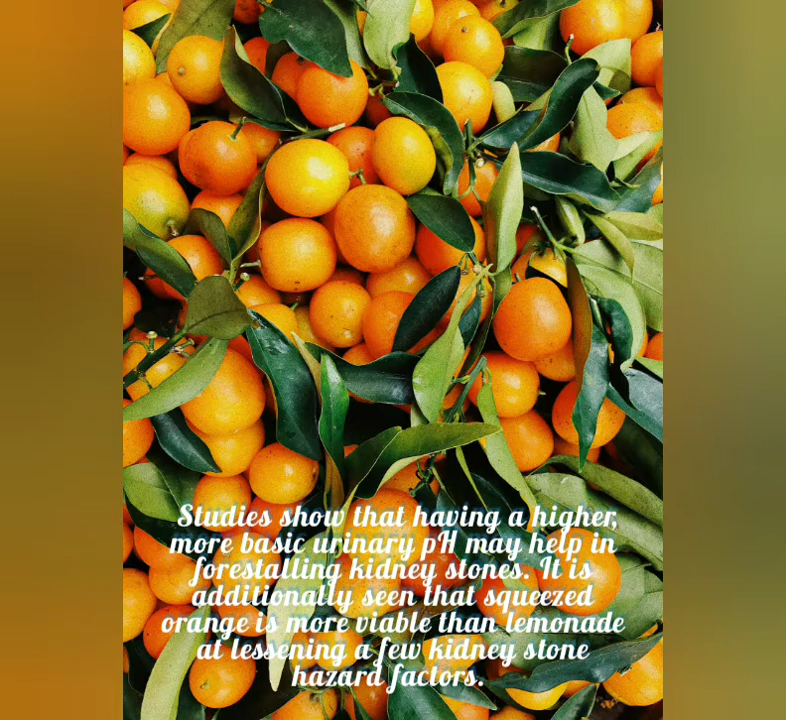 Studies show that having a higher,
more basic urinary pH may help in
forestalling kidney stones. It is
additionally seen that squeezed
orange is more viable than lemonade
at lessening a few kidney stone
hazard factors.